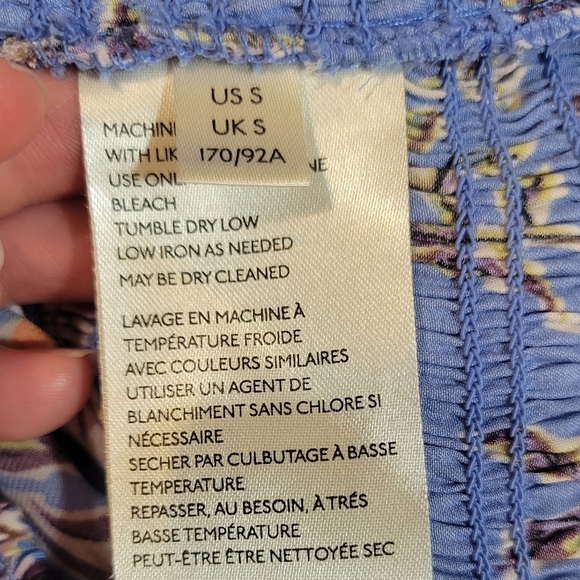 US S
UK S
170/92A
MACHIN
WITH LIK NE
USE ONL
BLEACH
TUMBLE DRY LOW
LOW IRON AS NEEDED
MAY BE DRY CLEANED
LAVAGE EN MACHINE À
TEMPÉRATURE FROIDE
AVEC COULEURS SIMILAIRES
UTILISER UN AGENT DE
BLANCHIMENT SANS CHLORE SI
NÉCESSAIRE
SECHER PAR CULBUTAGE À BASSE
TEMPERATURE
REPASSER, AU BESOIN, À TRÉS
BASSE TEMPÉRATURE
PEUT-ÊTRE ÊTRE NETTOYÉE SEC